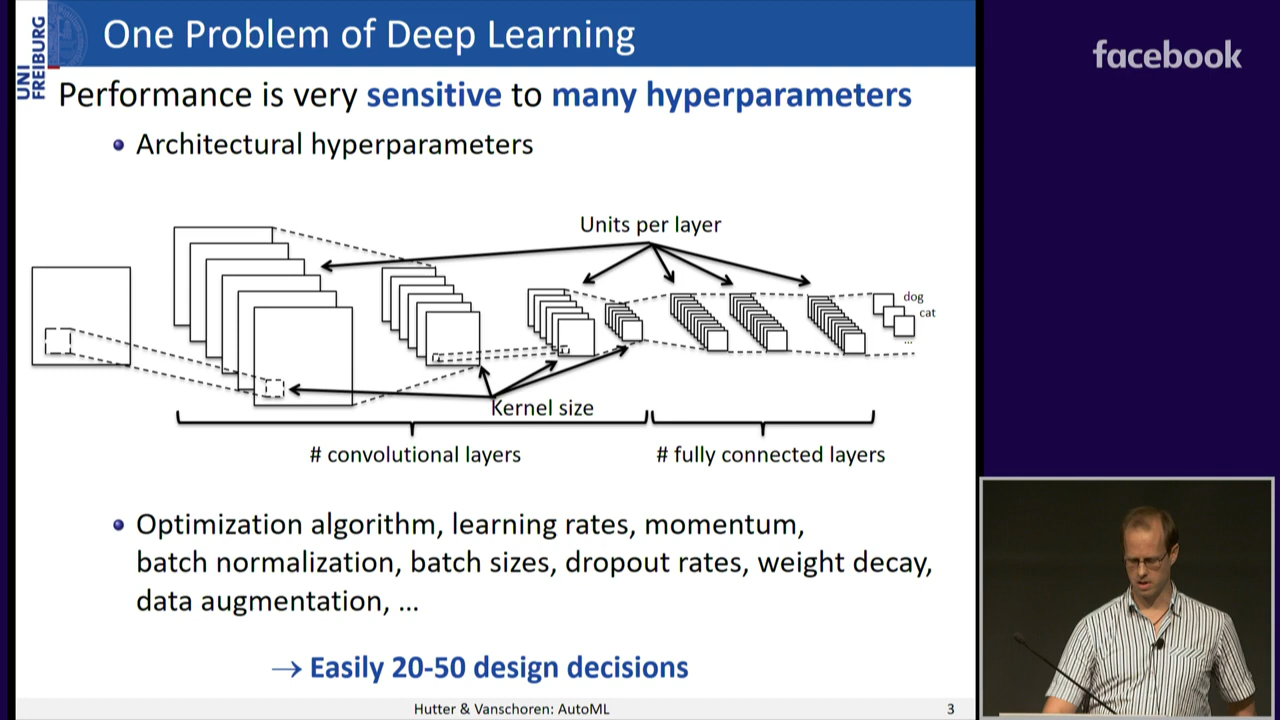 One Problem of Deep Learning
UNI
FREIBURG
facebook
Performance is very sensitive to many hyperparameters
• Architectural hyperparameters
Units per layer
dog
cat
...
Kernel size
# convolutional layers
# fully connected layers
• Optimization algorithm, learning rates, momentum,
batch normalization, batch sizes, dropout rates, weight decay,
data augmentation, ...
→ Easily 20-50 design decisions
Hutter & Vanschoren: AutoML
3